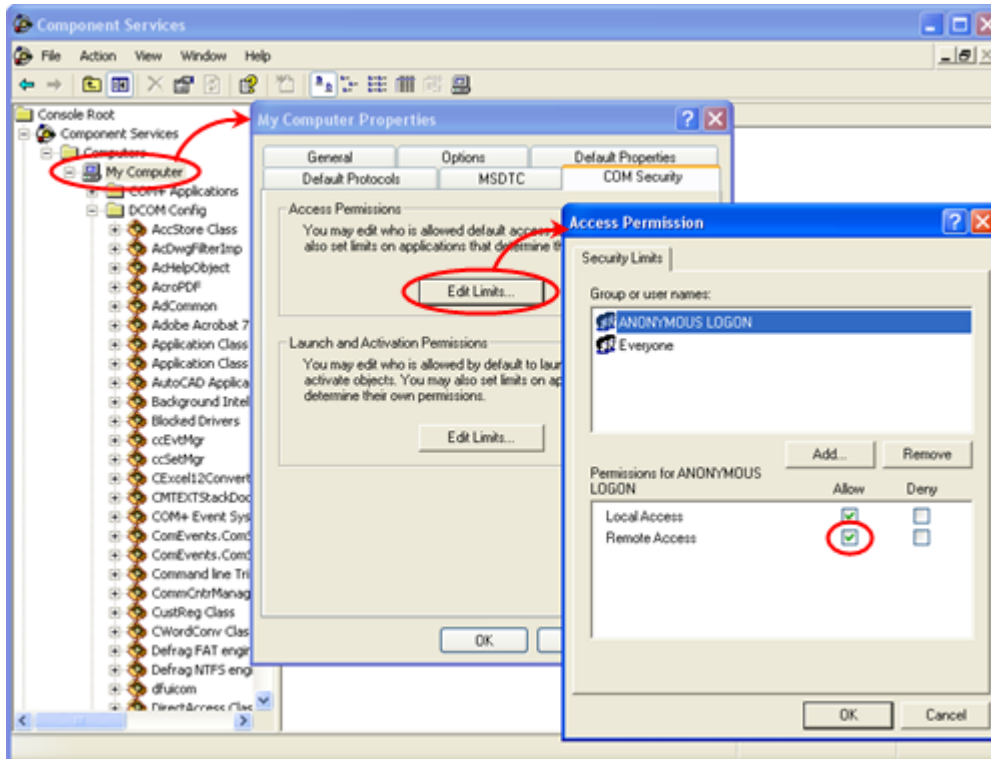 Component Services
File Action View Window Help
Console Root
Component Services
Computers
My Computer
COM+ Applications
DCOM Config
AccStore Class
AcDwgFilterImp
AcHelpObject
AcroPDF
AdCommon
Adobe Acrobat 7
Application Class
Application Class
AutoCAD Applica
Background Intel
Blocked Drivers
ccEvtMgr
ccSetMgr
CExcel12Convert
CMTEXTStackDoc
COM+ Event Sys
ComEvents.ComS
ComEvents.ComS
Command line Tri
CommCntrManag
CustReg Class
CWordConv Clas
Defrag FAT engir
Defrag NTFS eng
dfuicom
DirectAccess Clas
My Computer Properties
General Options Default Properties
Default Protocols MSDTC COM Security
Access Permissions
You may edit who is allowed default access
also set limits on applications that determine th
Edit Limits...
Launch and Activation Permissions
You may edit who is allowed by default to laun
activate objects. You may also set limits on ap
determine their own permissions.
Edit Limits...
OK
Access Permission
Security Limits
Group or user names:
ANONYMOUS LOGON
Everyone
Add... Remove
Permissions for ANONYMOUS
LOGON Allow Deny
Local Access
Remote Access
OK Cancel